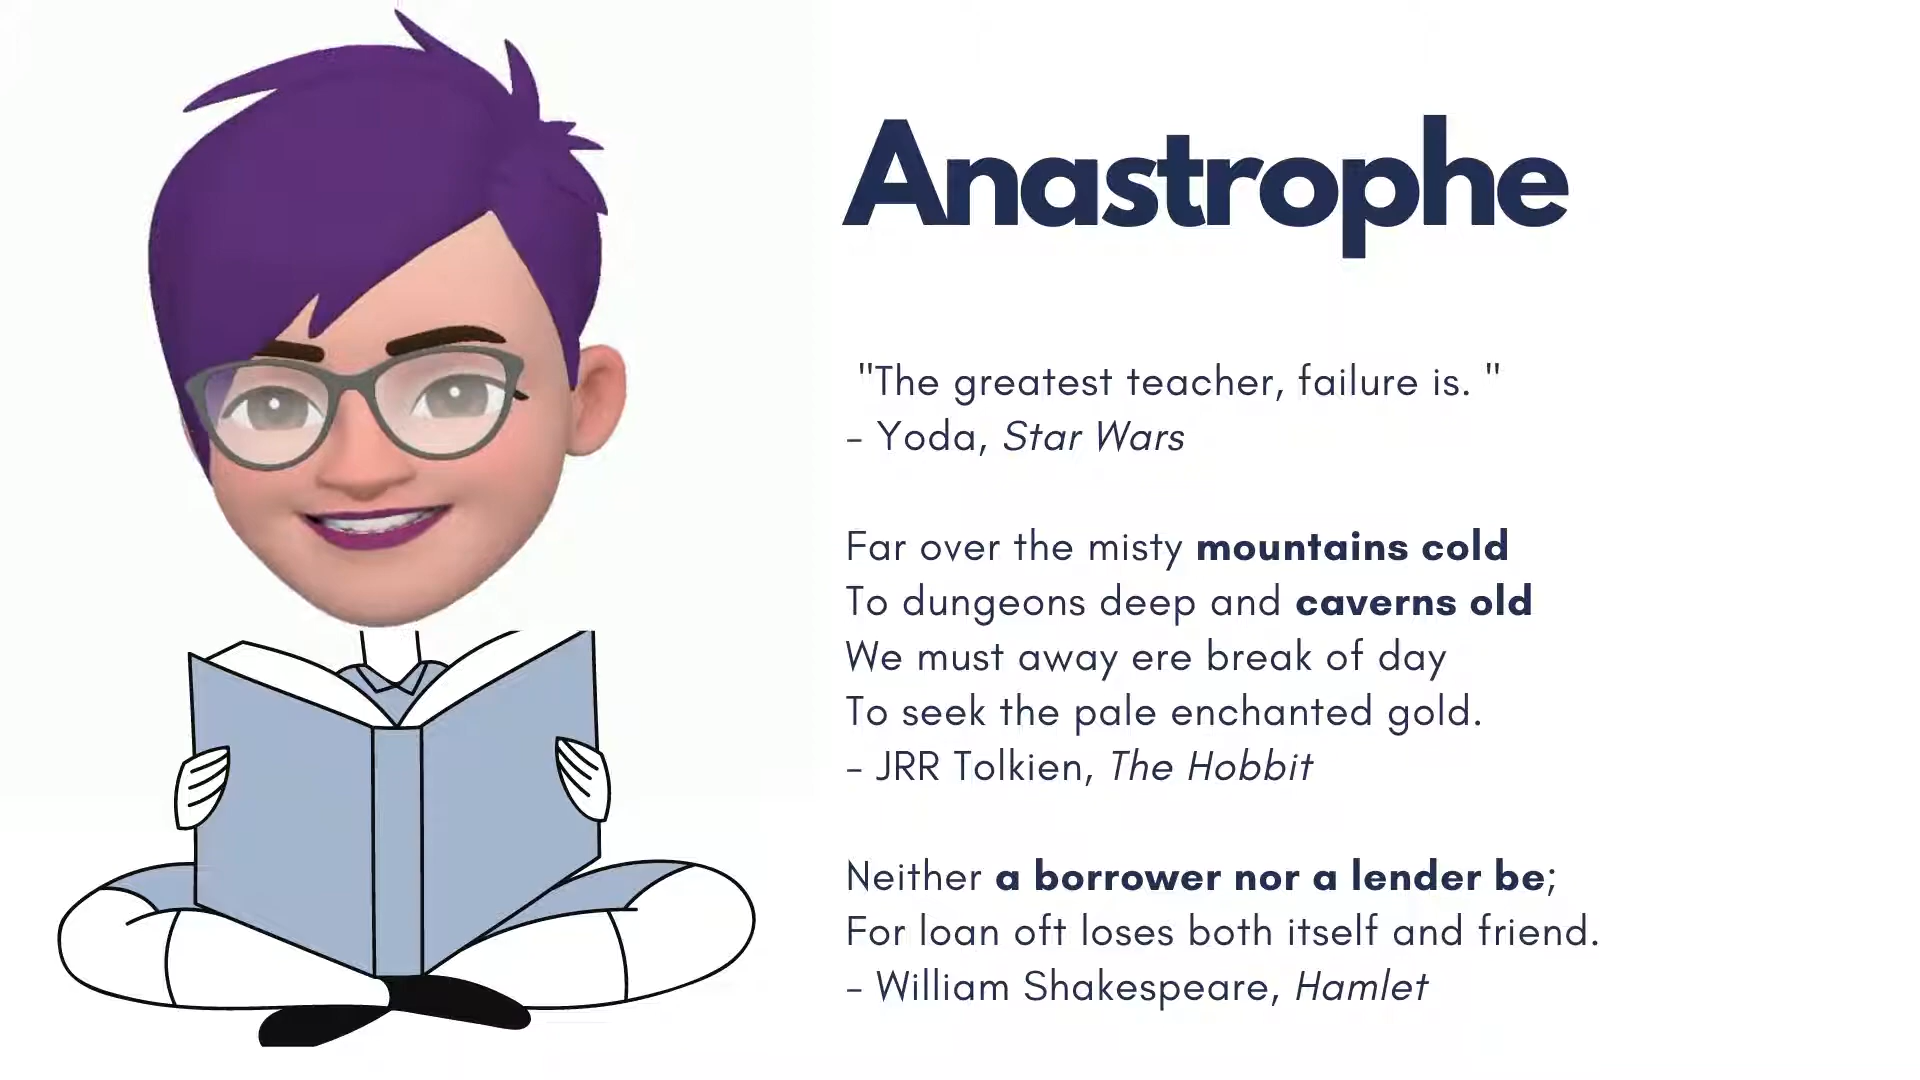 Anastrophe
"The greatest teacher, failure is. "
– Yoda, Star Wars
Far over the misty mountains cold
To dungeons deep and caverns old
We must away ere break of day
To seek the pale enchanted gold.
– JRR Tolkien, The Hobbit
Neither a borrower nor a lender be;
For loan oft loses both itself and friend.
– William Shakespeare, Hamlet